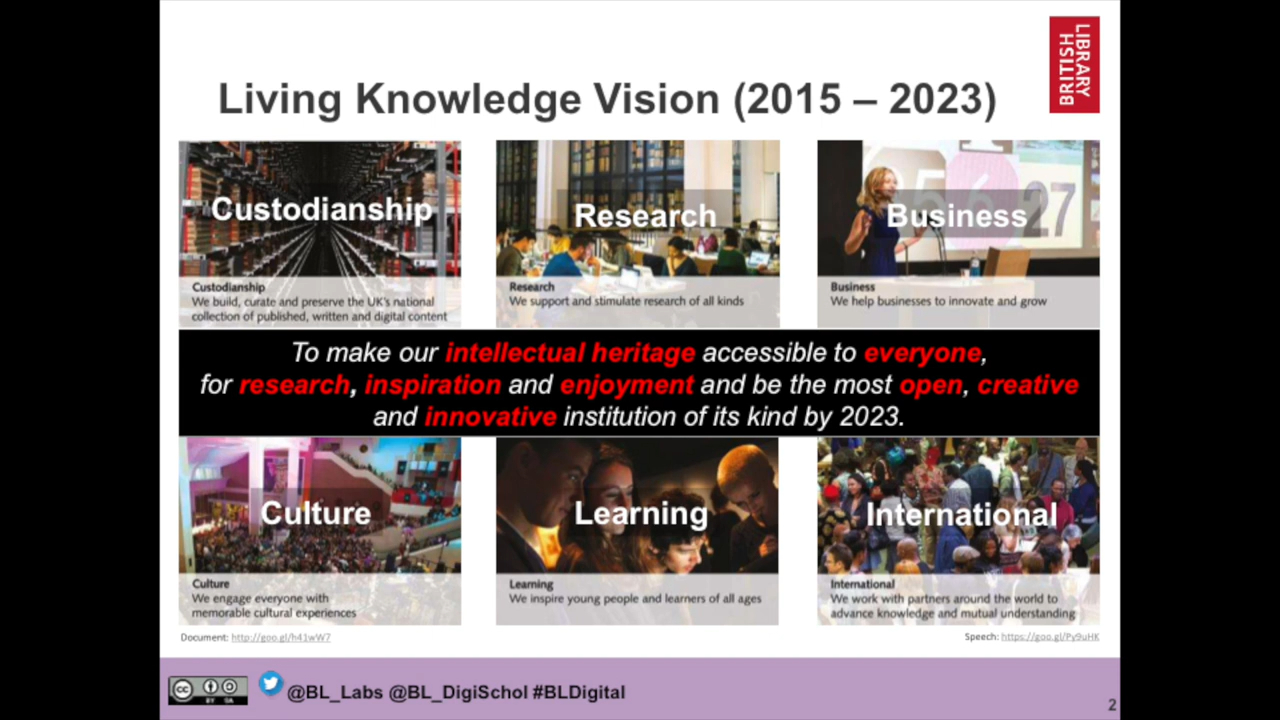 LIBRARY
BRITISH
Living Knowledge Vision (2015 – 2023)
Custodianship
Custodianship
We build, curate and preserve the UK's national
collection of published, written and digital content
Research
Research
We support and stimulate research of all kinds
5 6 27
Business
Business
We help businesses to innovate and grow
To make our intellectual heritage accessible to everyone,
for research, inspiration and enjoyment and be the most open, creative
and innovative institution of its kind by 2023.
Culture
Culture
We engage everyone with
memorable cultural experiences
Learning
Learning
We inspire young people and learners of all ages
International
International
We work with partners around the world to
advance knowledge and mutual understanding
Document: http://goo.gl/h41wW7
Speech: https://goo.gl/Py9uHK
cc BY SA
@BL_Labs @BL_DigiSchol #BLDigital
2